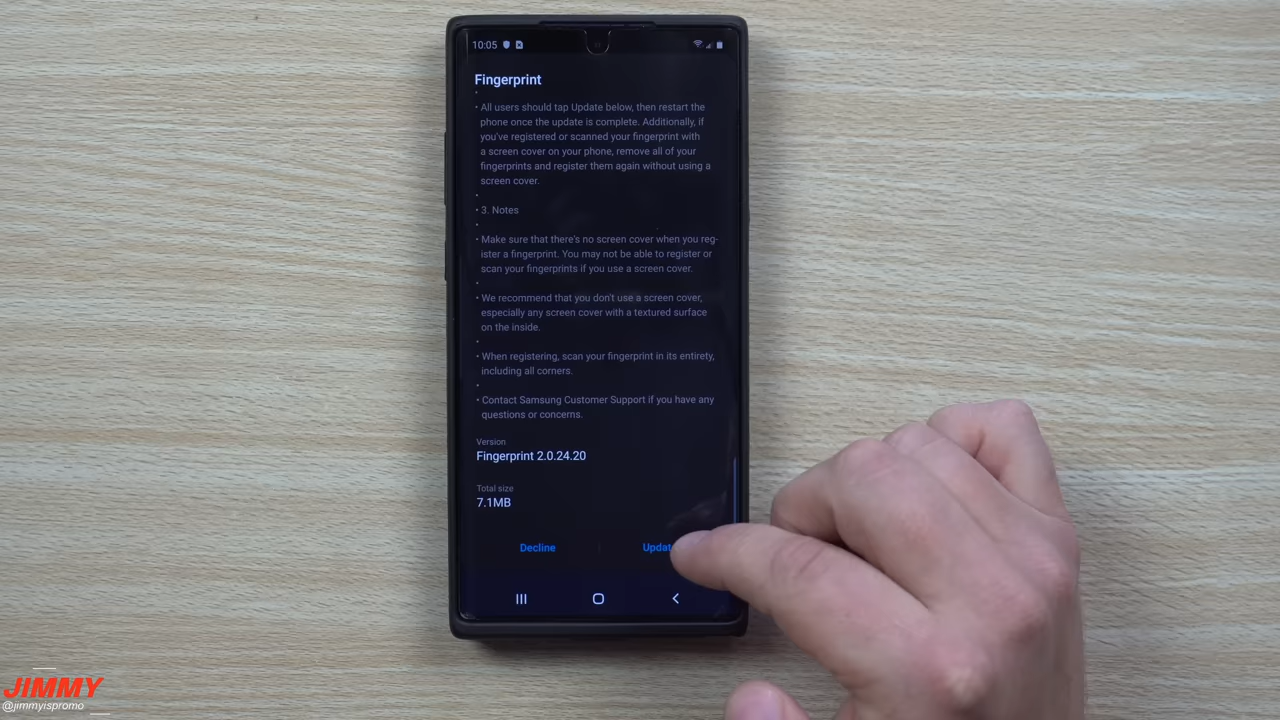 10:05
Fingerprint
• All users should tap Update below, then restart the
phone once the update is complete. Additionally, if
you've registered or scanned your fingerprint with
a screen cover on your phone, remove all of your
fingerprints and register them again without using a
screen cover.
•
• 3. Notes
•
• Make sure that there's no screen cover when you reg-
ister a fingerprint. You may not be able to register or
scan your fingerprints if you use a screen cover.
•
• We recommend that you don't use a screen cover,
especially any screen cover with a textured surface
on the inside.
•
• When registering, scan your fingerprint in its entirety,
including all corners.
•
• Contact Samsung Customer Support if you have any
questions or concerns.
Version
Fingerprint 2.0.24.20
Total size
7.1MB
Decline Updat
JIMMY
@jimmyispromo